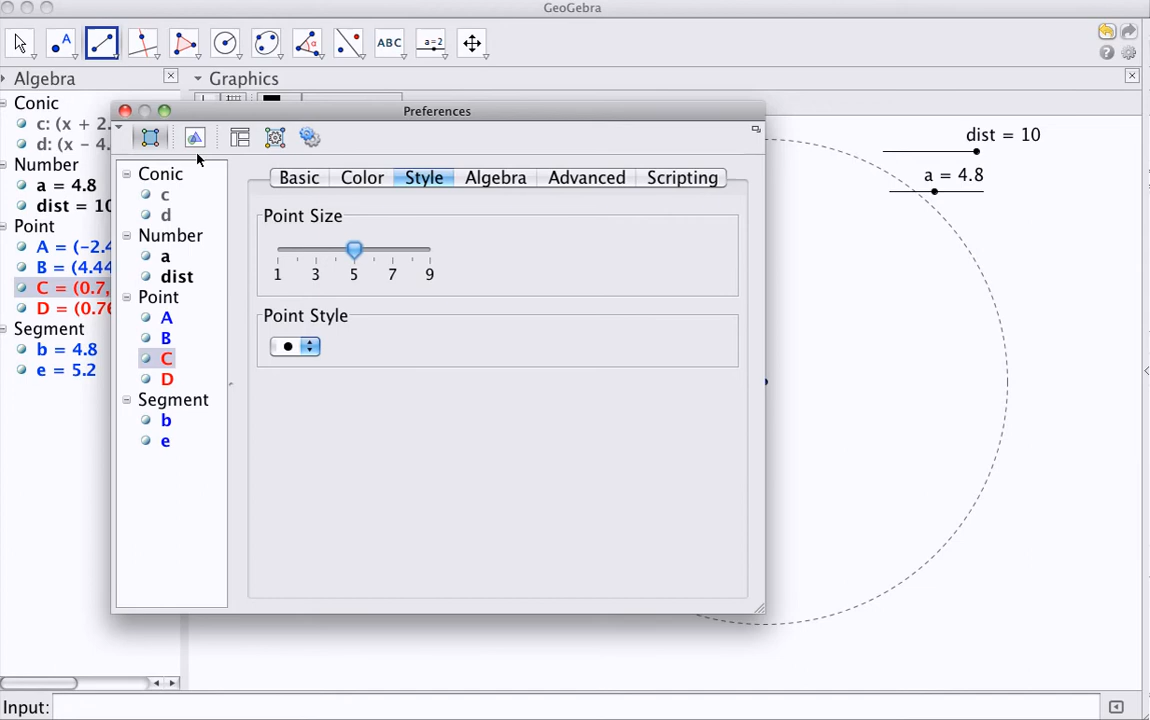 GeoGebra
A
ABC
a=2
Algebra
Graphics
Conic
c: (x + 2.
d: (x – 4.
Number
a = 4.8
dist = 10
Point
A = (–2.4
B = (4.44
C = (0.7,
D = (0.76
Segment
b = 4.8
e = 5.2
Preferences
Conic
c
d
Number
a
dist
Point
A
B
C
D
Segment
b
e
Basic Color Style Algebra Advanced Scripting
Point Size
1 3 5 7 9
Point Style
dist = 10
a = 4.8
Input: